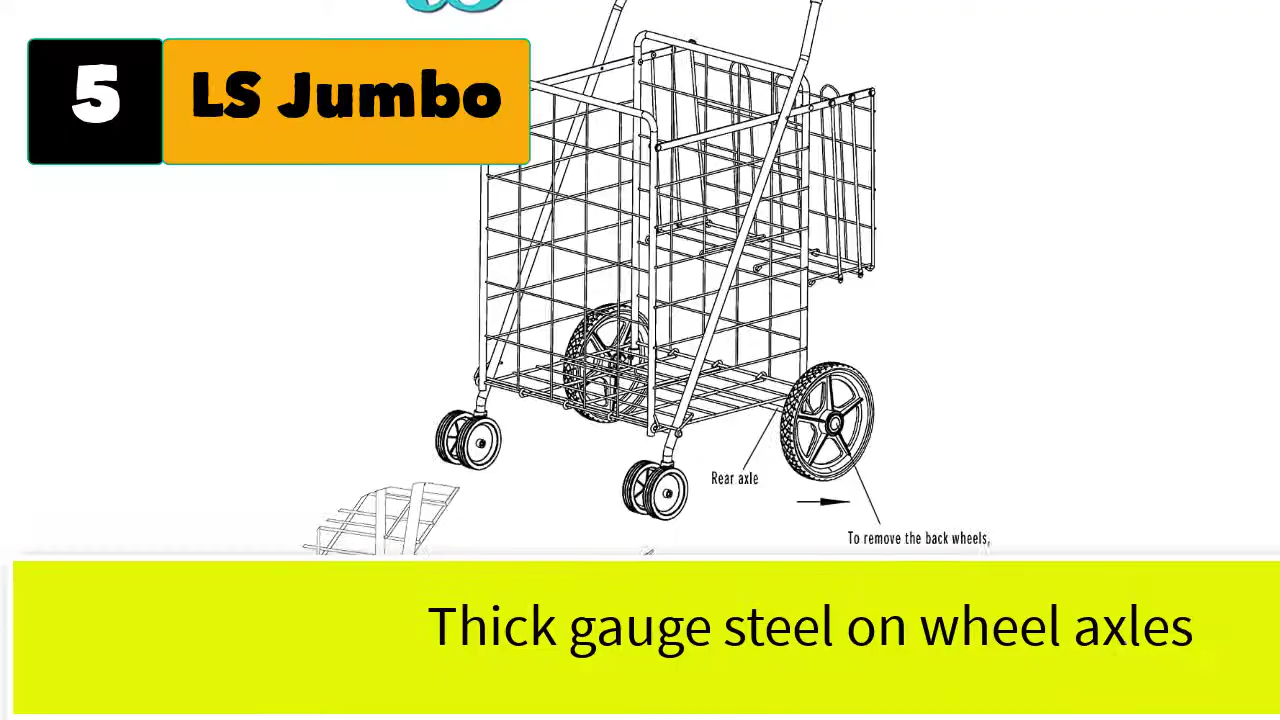 5 LS Jumbo
Rear axle
To remove the back wheels,
Thick gauge steel on wheel axles